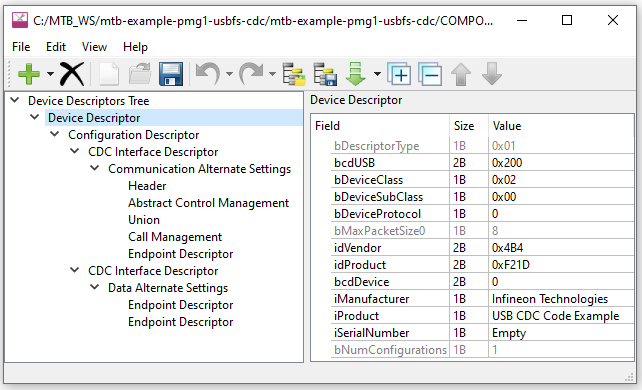 C:/MTB_WS/mtb-example-pmg1-usbfs-cdc/mtb-example-pmg1-usbfs-cdc/COMPO...
File Edit View Help
Device Descriptors Tree
Device Descriptor
Configuration Descriptor
CDC Interface Descriptor
Communication Alternate Settings
Header
Abstract Control Management
Union
Call Management
Endpoint Descriptor
CDC Interface Descriptor
Data Alternate Settings
Endpoint Descriptor
Endpoint Descriptor
Device Descriptor
Field Size Value
bDescriptorType 1B 0x01
bcdUSB 2B 0x200
bDeviceClass 1B 0x02
bDeviceSubClass 1B 0x00
bDeviceProtocol 1B 0
bMaxPacketSize0 1B 8
idVendor 2B 0x4B4
idProduct 2B 0xF21D
bcdDevice 2B 0
iManufacturer 1B Infineon Technologies
iProduct 1B USB CDC Code Example
iSerialNumber 1B Empty
bNumConfigurations 1B 1